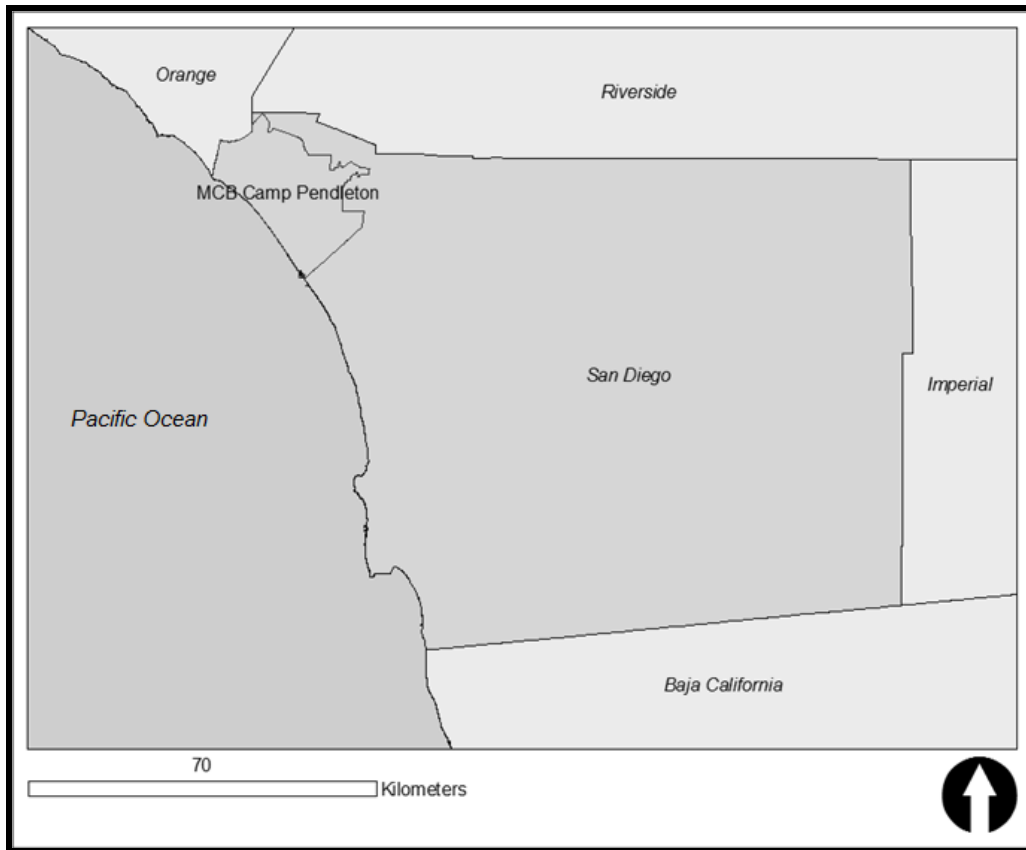 Orange
Riverside
MCB Camp Pendleton
San Diego
Imperial
Pacific Ocean
Baja California
70
Kilometers